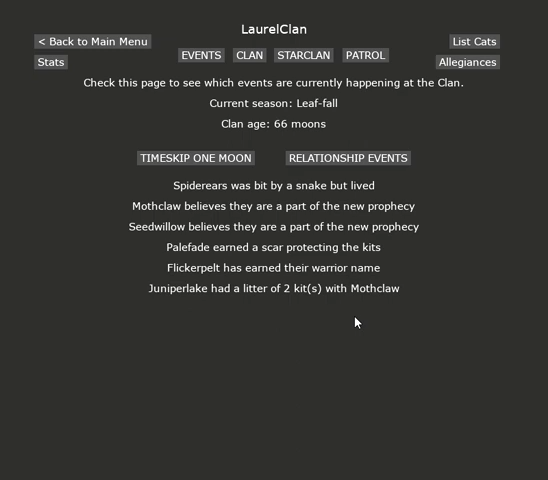 LaurelClan
< Back to Main Menu
List Cats
EVENTS CLAN STARCLAN PATROL
Stats
Allegiances
Check this page to see which events are currently happening at the Clan.
Current season: Leaf-fall
Clan age: 66 moons
TIMESKIP ONE MOON RELATIONSHIP EVENTS
Spiderears was bit by a snake but lived
Mothclaw believes they are a part of the new prophecy
Seedwillow believes they are a part of the new prophecy
Palefade earned a scar protecting the kits
Flickerpelt has earned their warrior name
Juniperlake had a litter of 2 kit(s) with Mothclaw